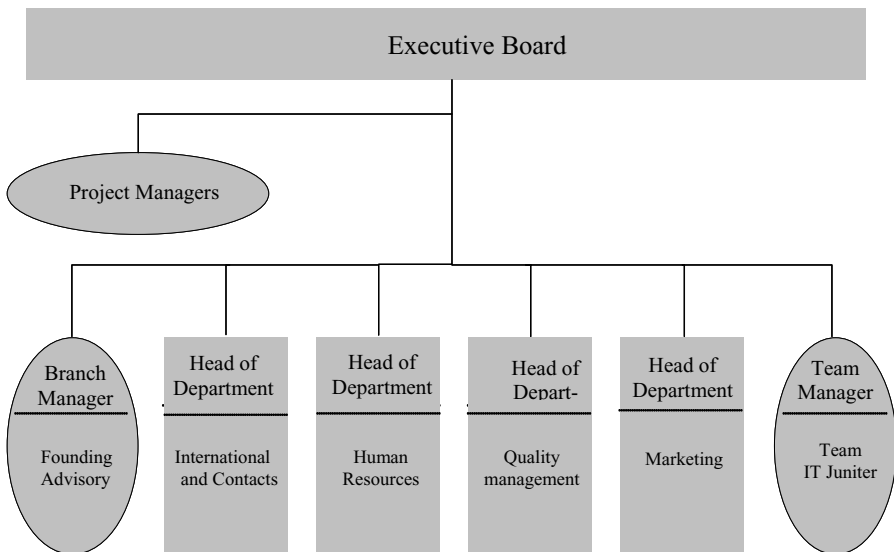 Executive Board
Project Managers
Branch
Manager
Founding
Advisory
Head of
Department
International
and Contacts
Head of
Department
Human
Resources
Head of
Depart-
Quality
management
Head of
Department
Marketing
Team
Manager
Team
IT Juniter